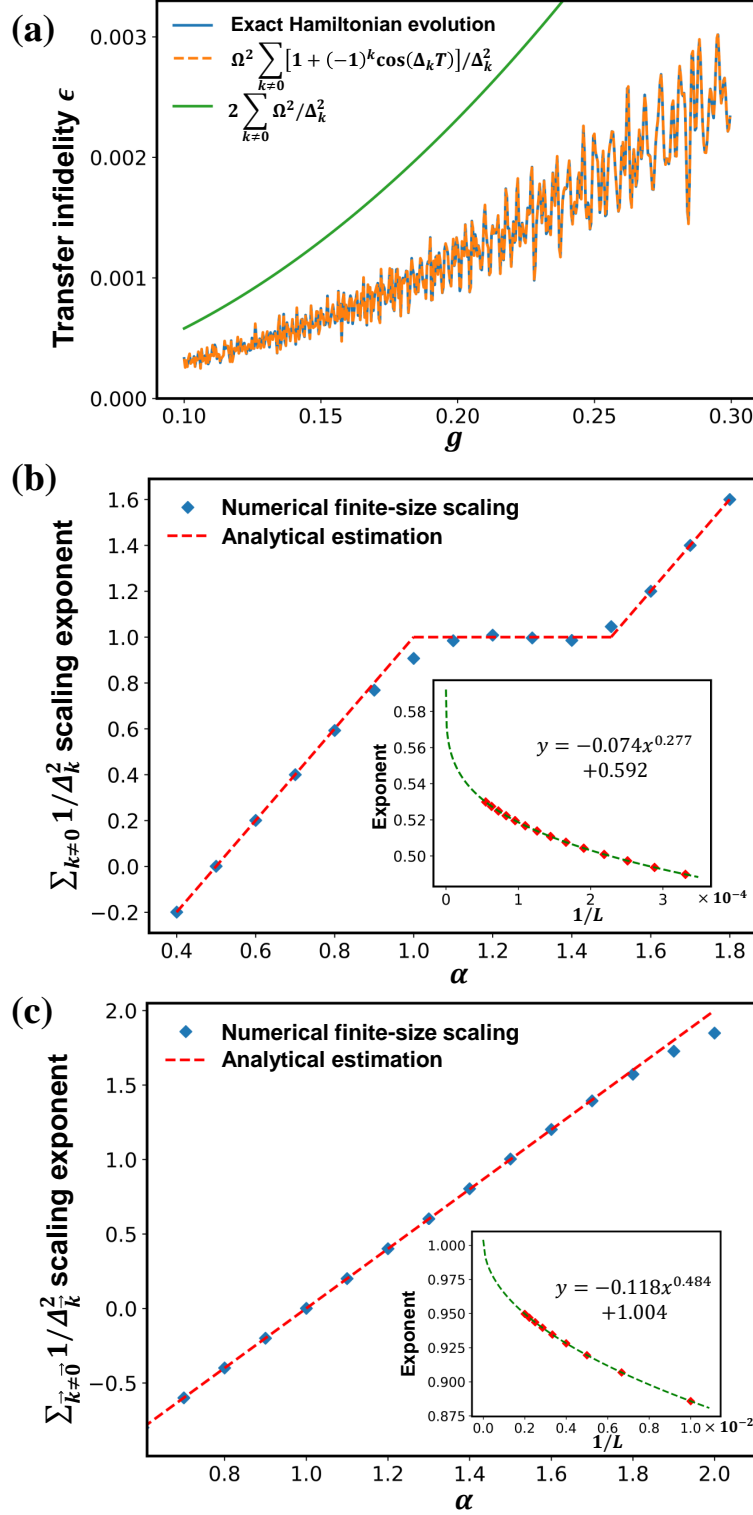 (a)
Exact Hamiltonian evolution
Ω² ∑_{k≠0} [1 + (−1)^k cos(Δ_k T)]/Δ_k²
2 ∑_{k≠0} Ω²/Δ_k²
Transfer infidelity ϵ
0.003
0.002
0.001
0.000
0.10 0.15 0.20 0.25 0.30
g
(b)
Numerical finite-size scaling
Analytical estimation
∑_{k≠0} 1/Δ_k² scaling exponent
1.6
1.4
1.2
1.0
0.8
0.6
0.4
0.2
0.0
−0.2
0.4 0.6 0.8 1.0 1.2 1.4 1.6 1.8
α
Exponent
0.58
0.56
0.54
0.52
0.50
y = −0.074x^{0.277}
+0.592
0 1 2 3 × 10^{−4}
1/L
(c)
Numerical finite-size scaling
Analytical estimation
∑_{k⃗≠0⃗} 1/Δ_{k⃗}² scaling exponent
2.0
1.5
1.0
0.5
0.0
−0.5
0.8 1.0 1.2 1.4 1.6 1.8 2.0
α
Exponent
1.000
0.975
0.950
0.925
0.900
0.875
y = −0.118x^{0.484}
+1.004
0.0 0.2 0.4 0.6 0.8 1.0 × 10^{−2}
1/L